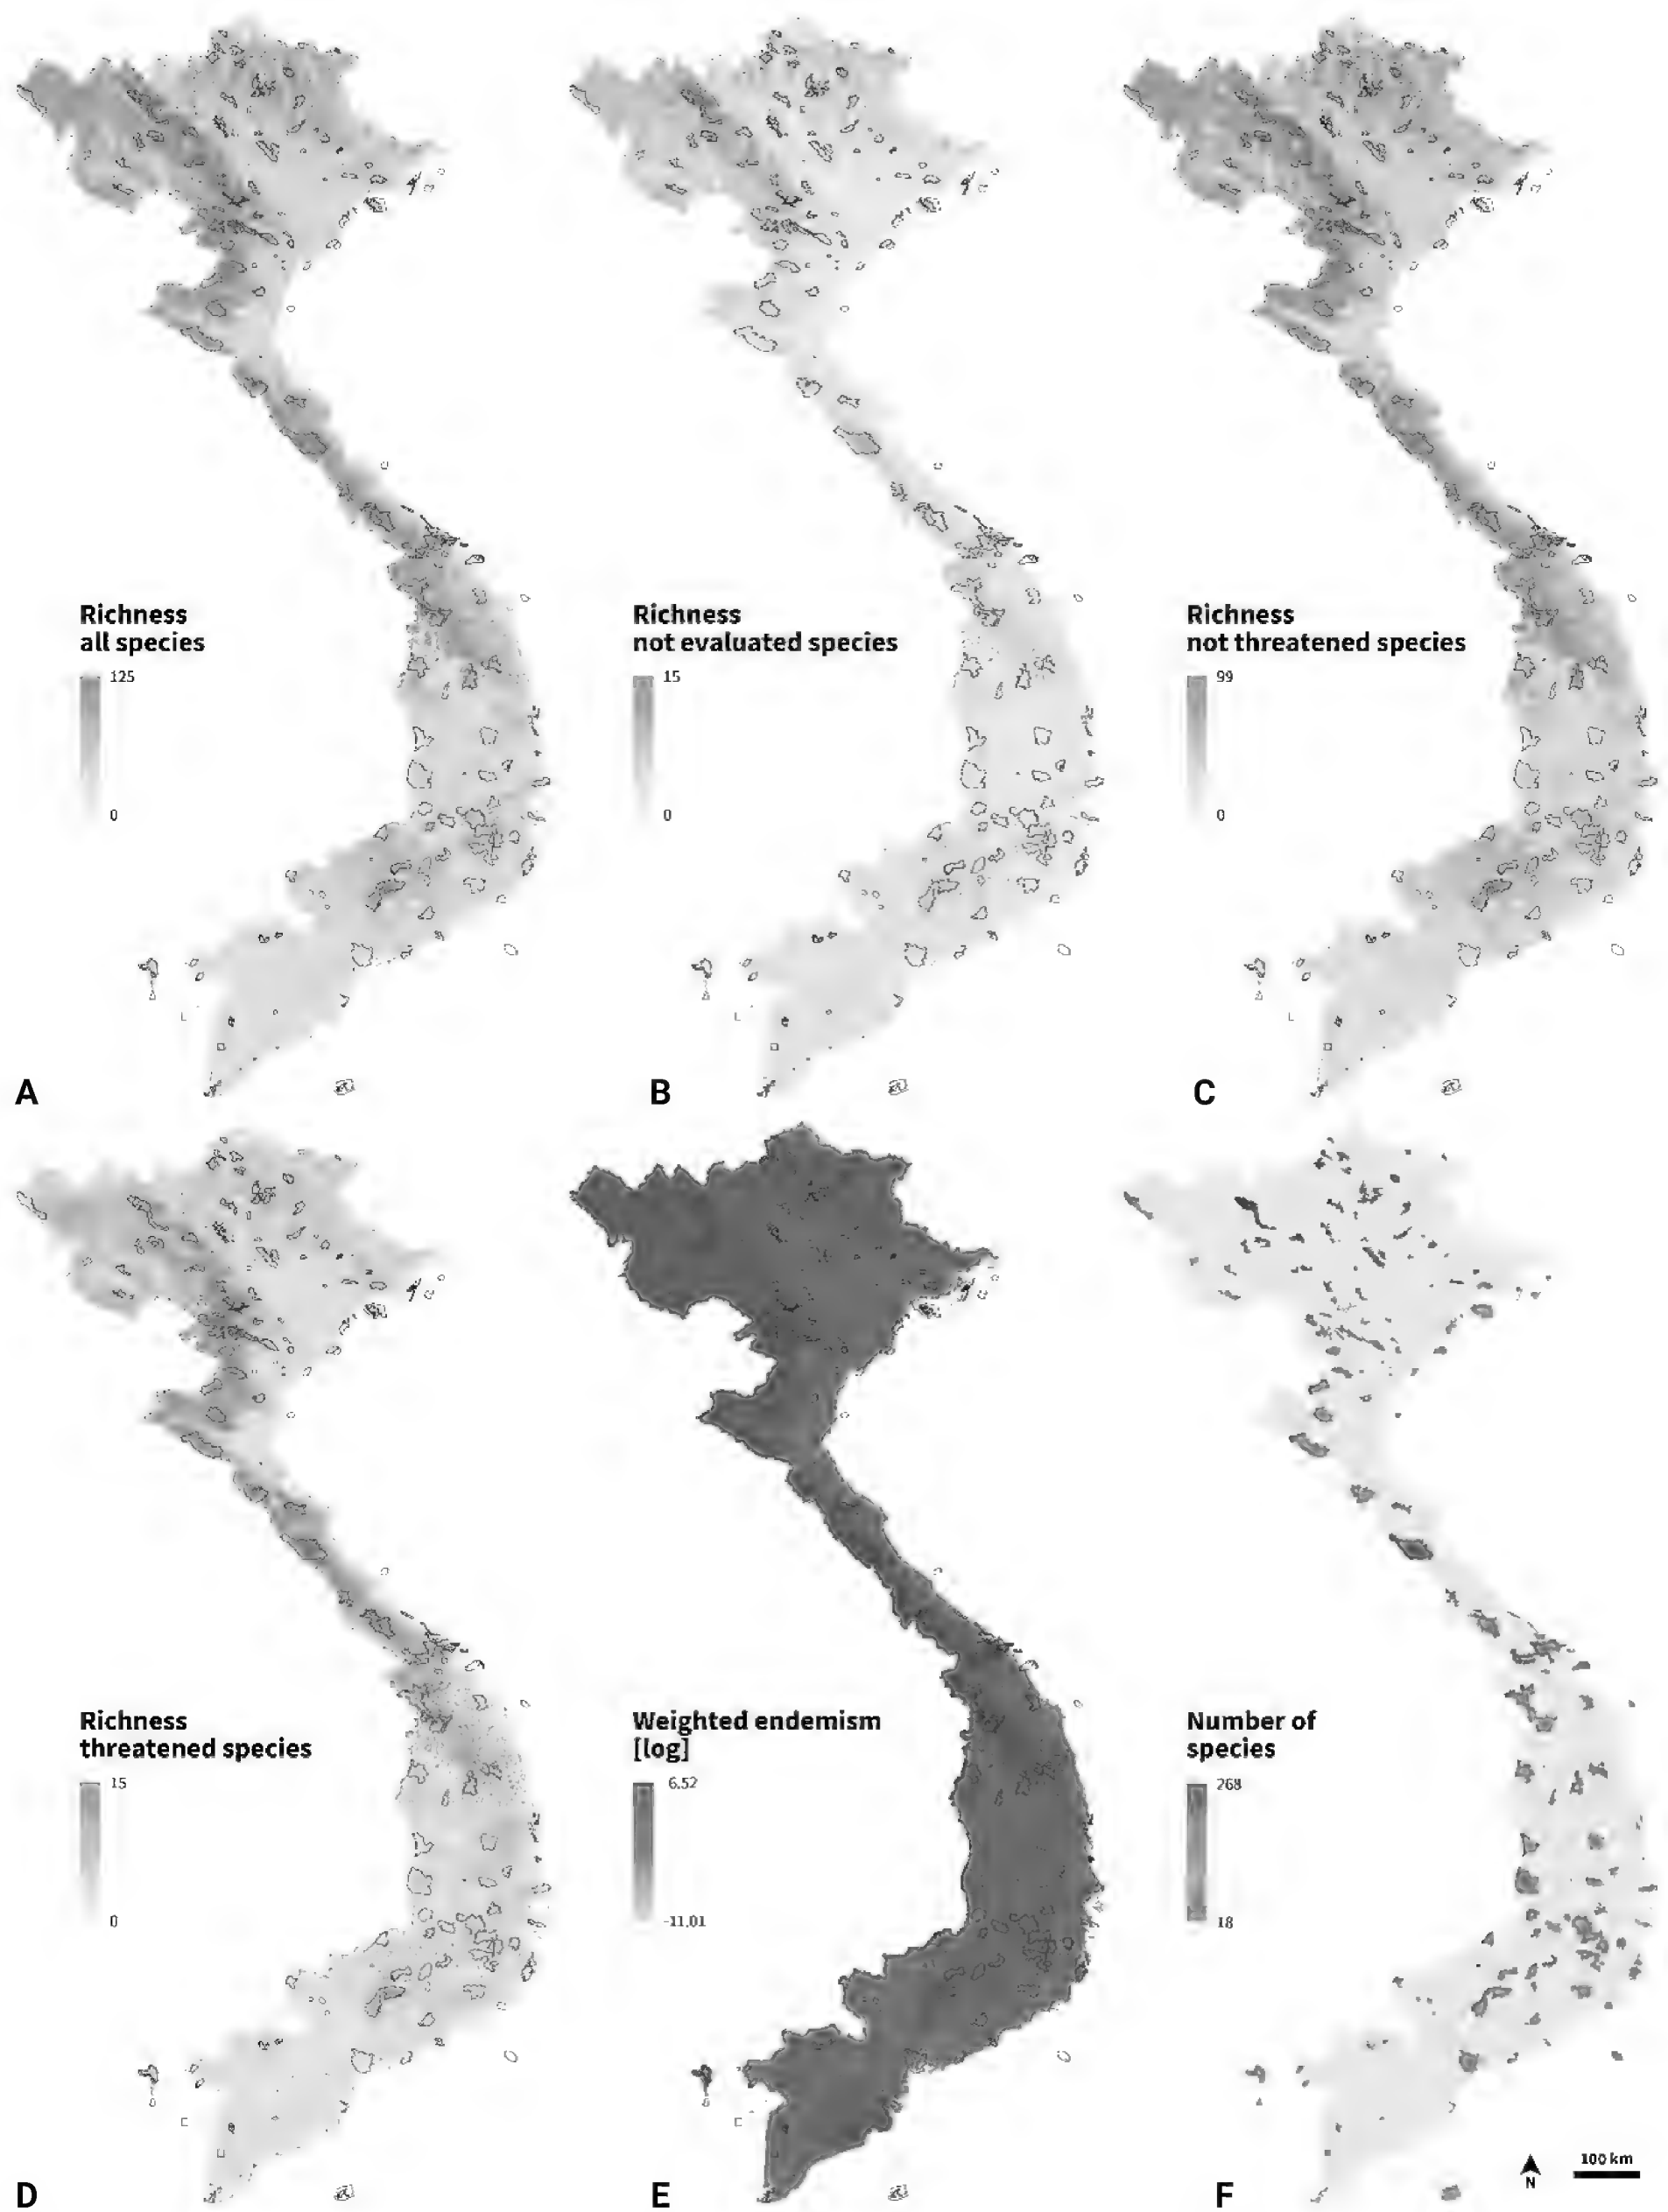 Richness
all species
125
0
A
Richness
not evaluated species
15
0
B
Richness
not threatened species
99
0
C
Richness
threatened species
15
0
D
Weighted endemism
[log]
6.52
-11.01
E
Number of
species
268
18
N
100 km
F